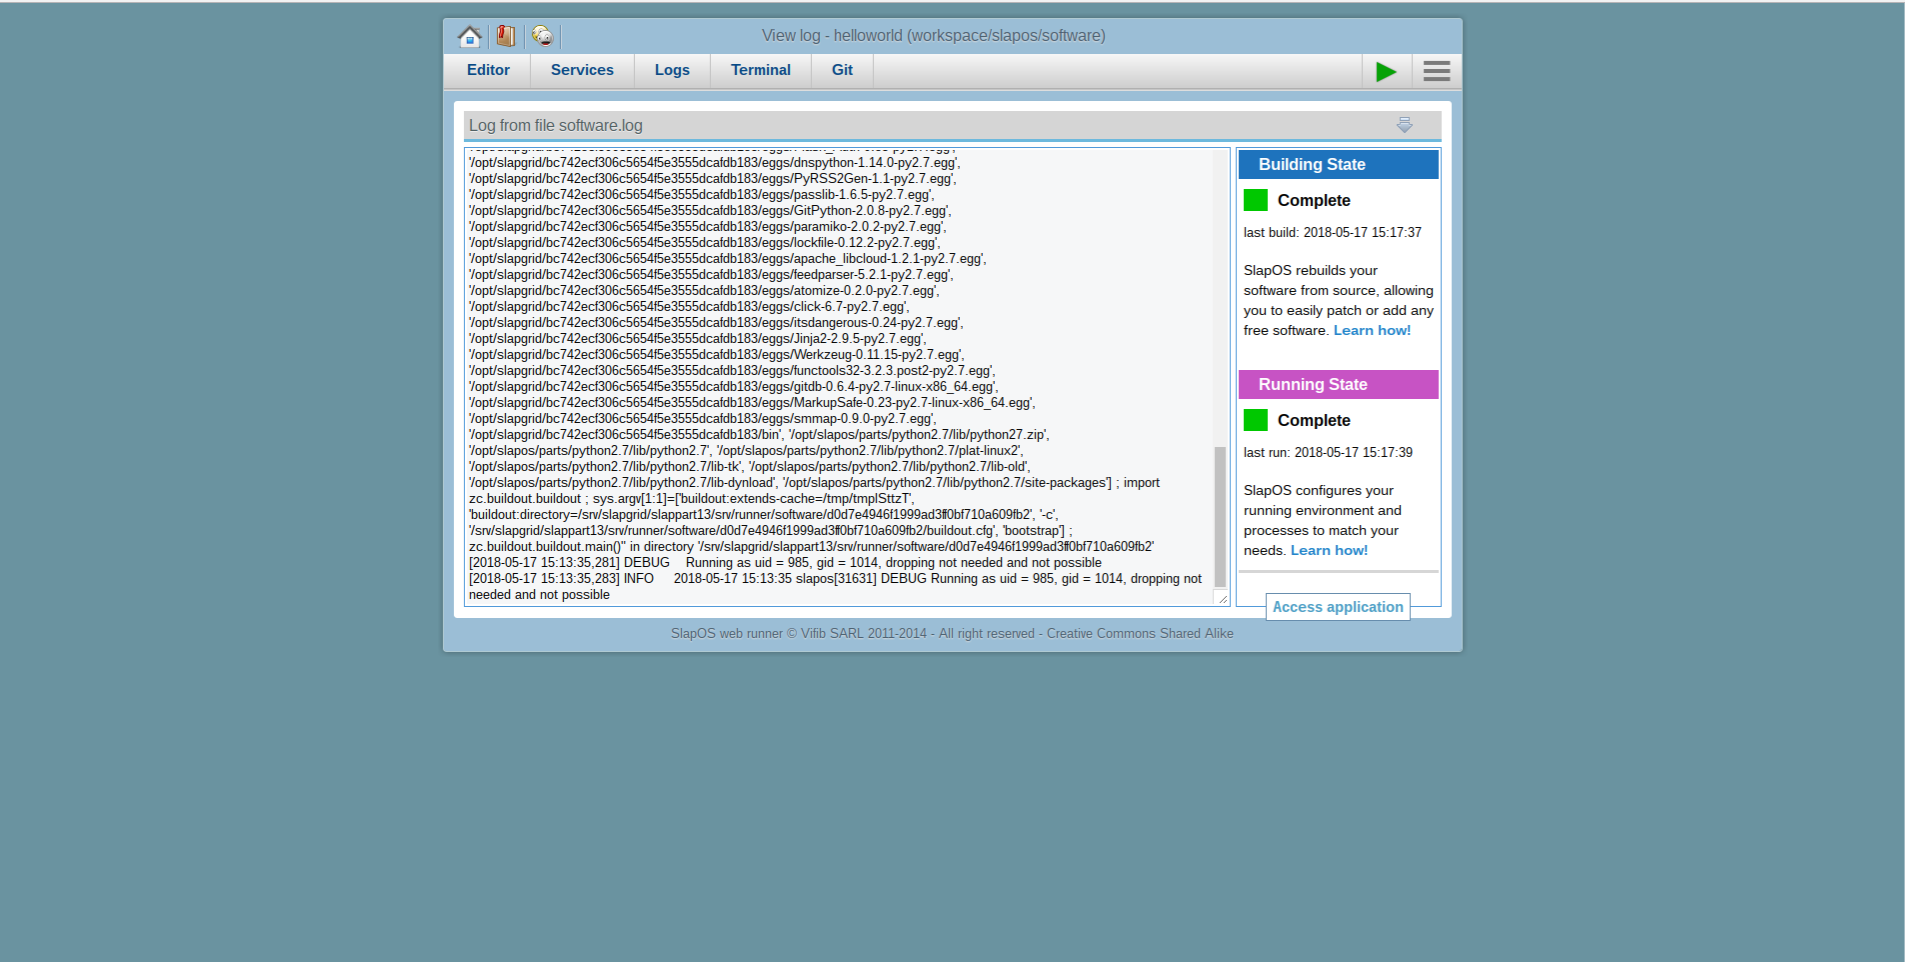 View log - helloworld (workspace/slapos/software)
Editor Services Logs Terminal Git
Log from file software.log
'/opt/slapgrid/bc742ecf306c5654f5e3555dcafdb183/eggs/dnspython-1.14.0-py2.7.egg',
'/opt/slapgrid/bc742ecf306c5654f5e3555dcafdb183/eggs/PyRSS2Gen-1.1-py2.7.egg',
'/opt/slapgrid/bc742ecf306c5654f5e3555dcafdb183/eggs/passlib-1.6.5-py2.7.egg',
'/opt/slapgrid/bc742ecf306c5654f5e3555dcafdb183/eggs/GitPython-2.0.8-py2.7.egg',
'/opt/slapgrid/bc742ecf306c5654f5e3555dcafdb183/eggs/paramiko-2.0.2-py2.7.egg',
'/opt/slapgrid/bc742ecf306c5654f5e3555dcafdb183/eggs/lockfile-0.12.2-py2.7.egg',
'/opt/slapgrid/bc742ecf306c5654f5e3555dcafdb183/eggs/apache_libcloud-1.2.1-py2.7.egg',
'/opt/slapgrid/bc742ecf306c5654f5e3555dcafdb183/eggs/feedparser-5.2.1-py2.7.egg',
'/opt/slapgrid/bc742ecf306c5654f5e3555dcafdb183/eggs/atomize-0.2.0-py2.7.egg',
'/opt/slapgrid/bc742ecf306c5654f5e3555dcafdb183/eggs/click-6.7-py2.7.egg',
'/opt/slapgrid/bc742ecf306c5654f5e3555dcafdb183/eggs/itsdangerous-0.24-py2.7.egg',
'/opt/slapgrid/bc742ecf306c5654f5e3555dcafdb183/eggs/Jinja2-2.9.5-py2.7.egg',
'/opt/slapgrid/bc742ecf306c5654f5e3555dcafdb183/eggs/Werkzeug-0.11.15-py2.7.egg',
'/opt/slapgrid/bc742ecf306c5654f5e3555dcafdb183/eggs/functools32-3.2.3.post2-py2.7.egg',
'/opt/slapgrid/bc742ecf306c5654f5e3555dcafdb183/eggs/gitdb-0.6.4-py2.7-linux-x86_64.egg',
'/opt/slapgrid/bc742ecf306c5654f5e3555dcafdb183/eggs/MarkupSafe-0.23-py2.7-linux-x86_64.egg',
'/opt/slapgrid/bc742ecf306c5654f5e3555dcafdb183/eggs/smmap-0.9.0-py2.7.egg',
'/opt/slapgrid/bc742ecf306c5654f5e3555dcafdb183/bin', '/opt/slapos/parts/python2.7/lib/python27.zip',
'/opt/slapos/parts/python2.7/lib/python2.7', '/opt/slapos/parts/python2.7/lib/python2.7/plat-linux2',
'/opt/slapos/parts/python2.7/lib/python2.7/lib-tk', '/opt/slapos/parts/python2.7/lib/python2.7/lib-old',
'/opt/slapos/parts/python2.7/lib/python2.7/lib-dynload', '/opt/slapos/parts/python2.7/lib/python2.7/site-packages'] ; import
zc.buildout.buildout ; sys.argv[1:1]=['buildout:extends-cache=/tmp/tmplSttzT',
'buildout:directory=/srv/slapgrid/slappart13/srv/runner/software/d0d7e4946f1999ad3ff0bf710a609fb2', '-c',
'/srv/slapgrid/slappart13/srv/runner/software/d0d7e4946f1999ad3ff0bf710a609fb2/buildout.cfg', 'bootstrap'] ;
zc.buildout.buildout.main()" in directory '/srv/slapgrid/slappart13/srv/runner/software/d0d7e4946f1999ad3ff0bf710a609fb2'
[2018-05-17 15:13:35,281] DEBUG    Running as uid = 985, gid = 1014, dropping not needed and not possible
[2018-05-17 15:13:35,283] INFO     2018-05-17 15:13:35 slapos[31631] DEBUG Running as uid = 985, gid = 1014, dropping not
needed and not possible
Building State
Complete
last build: 2018-05-17 15:17:37
SlapOS rebuilds your
software from source, allowing
you to easily patch or add any
free software. Learn how!
Running State
Complete
last run: 2018-05-17 15:17:39
SlapOS configures your
running environment and
processes to match your
needs. Learn how!
Access application
SlapOS web runner © Vifib SARL 2011-2014 - All right reserved - Creative Commons Shared Alike